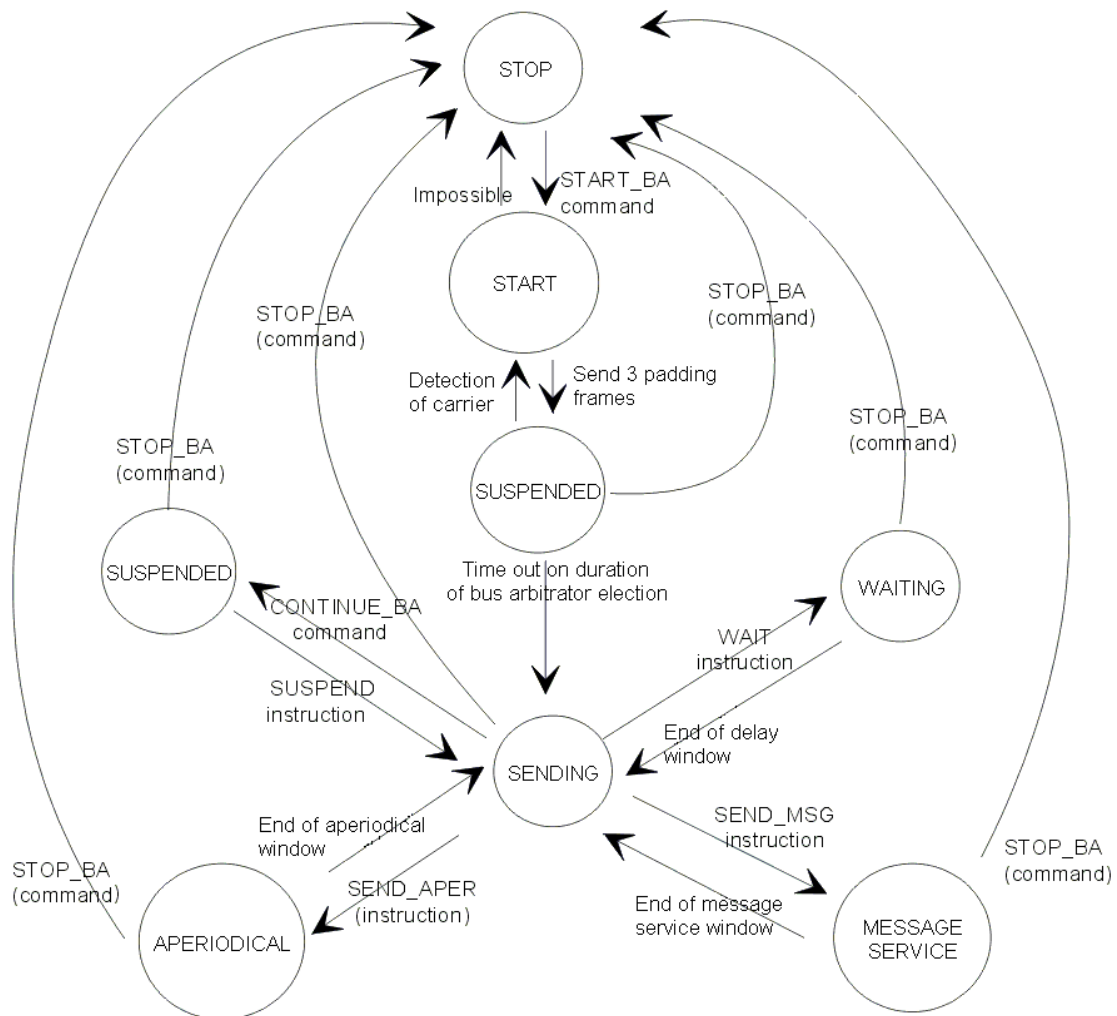 STOP
Impossible
START_BA
command
START
STOP_BA
(command)
STOP_BA
(command)
Detection
of carrier
Send 3 padding
frames
STOP_BA
(command)
STOP_BA
(command)
SUSPENDED
SUSPENDED
Time out on duration
of bus arbitrator election
WAITING
CONTINUE_BA
command
WAIT
instruction
SUSPEND
instruction
End of delay
window
SENDING
End of aperiodical
window
SEND_MSG
instruction
STOP_BA
(command)
SEND_APER
(instruction)
STOP_BA
(command)
End of message
service window
APERIODICAL
MESSAGE
SERVICE